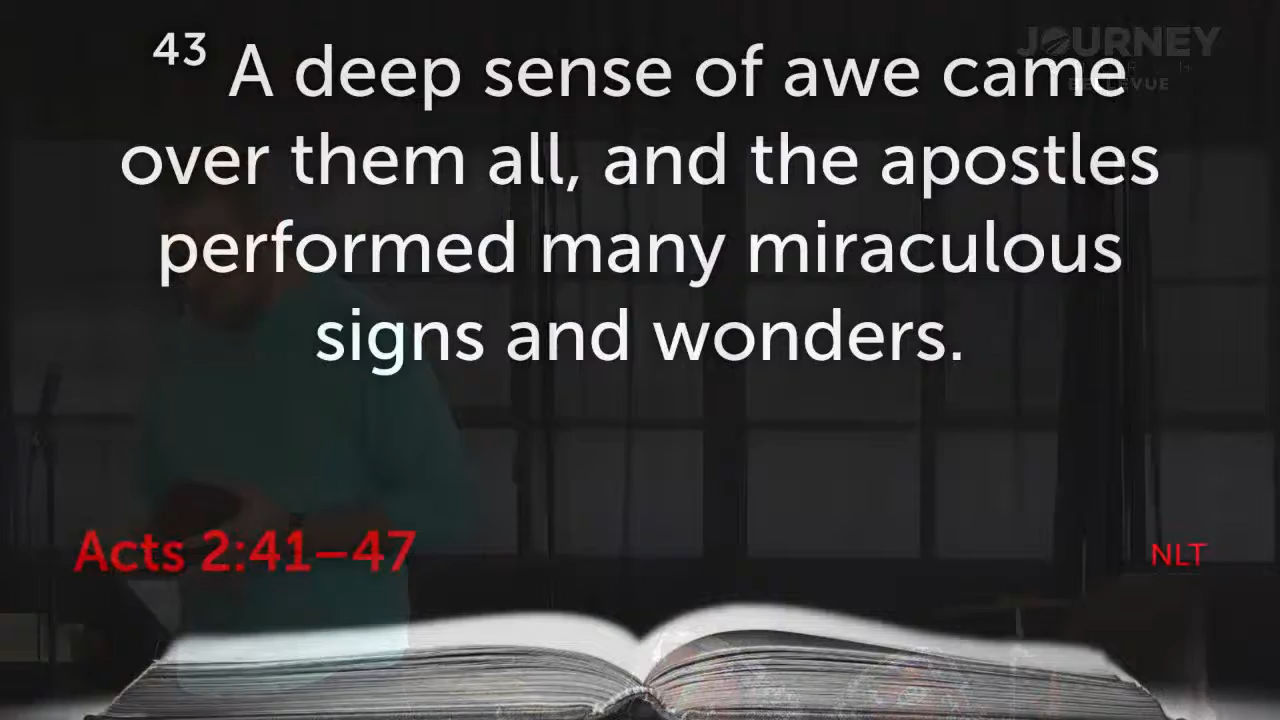 JOURNEY
BELLEVUE
43 A deep sense of awe came
over them all, and the apostles
performed many miraculous
signs and wonders.
Acts 2:41–47
NLT